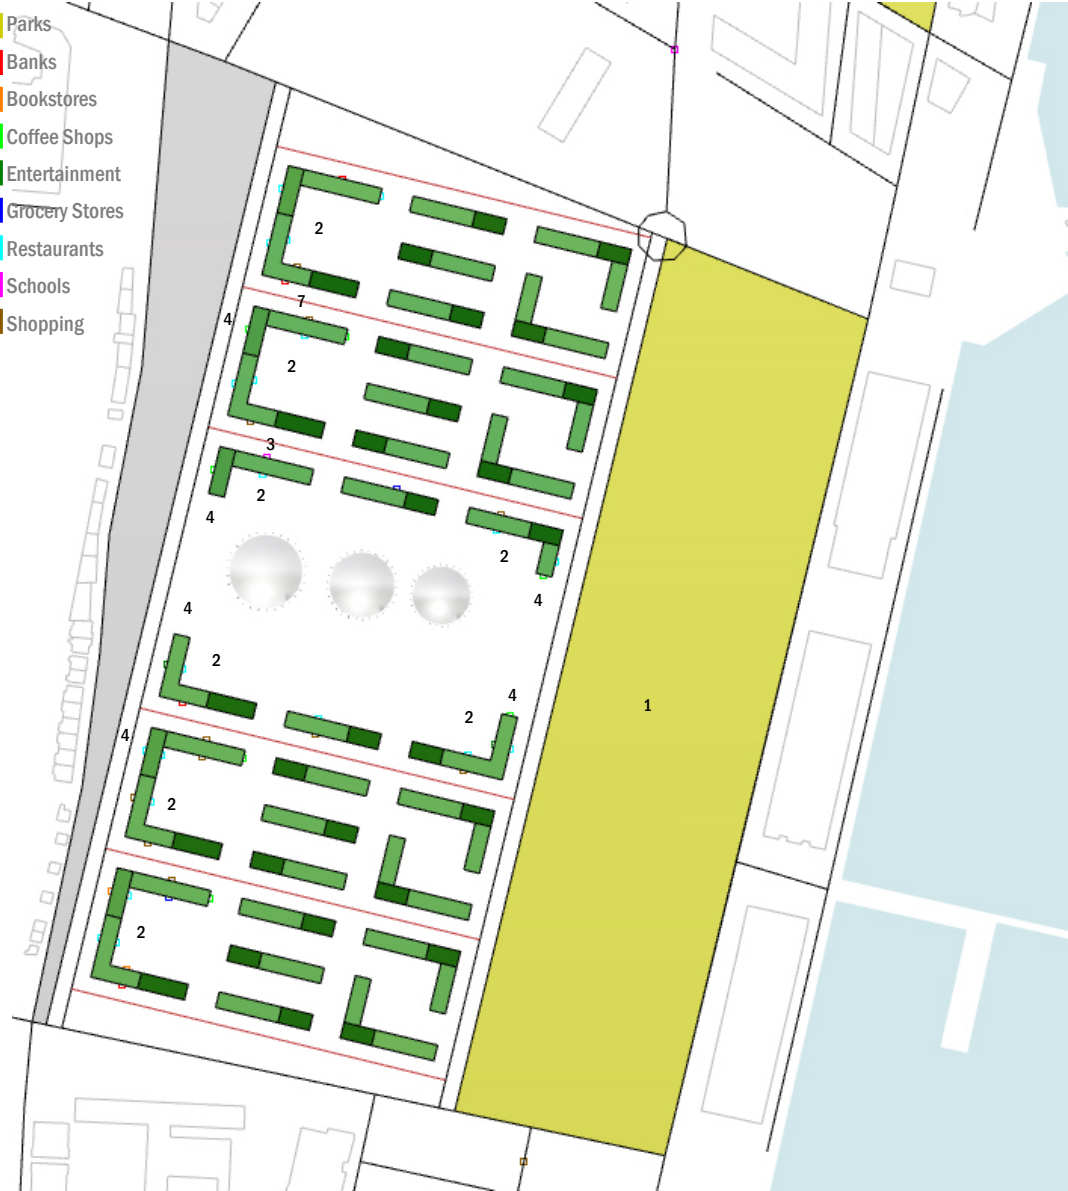 Parks
Banks
Bookstores
Coffee Shops
Entertainment
Grocery Stores
Restaurants
Schools
Shopping
2
7
4
2
3
2
4
2
4
4
2
4
2
1
4
2
2